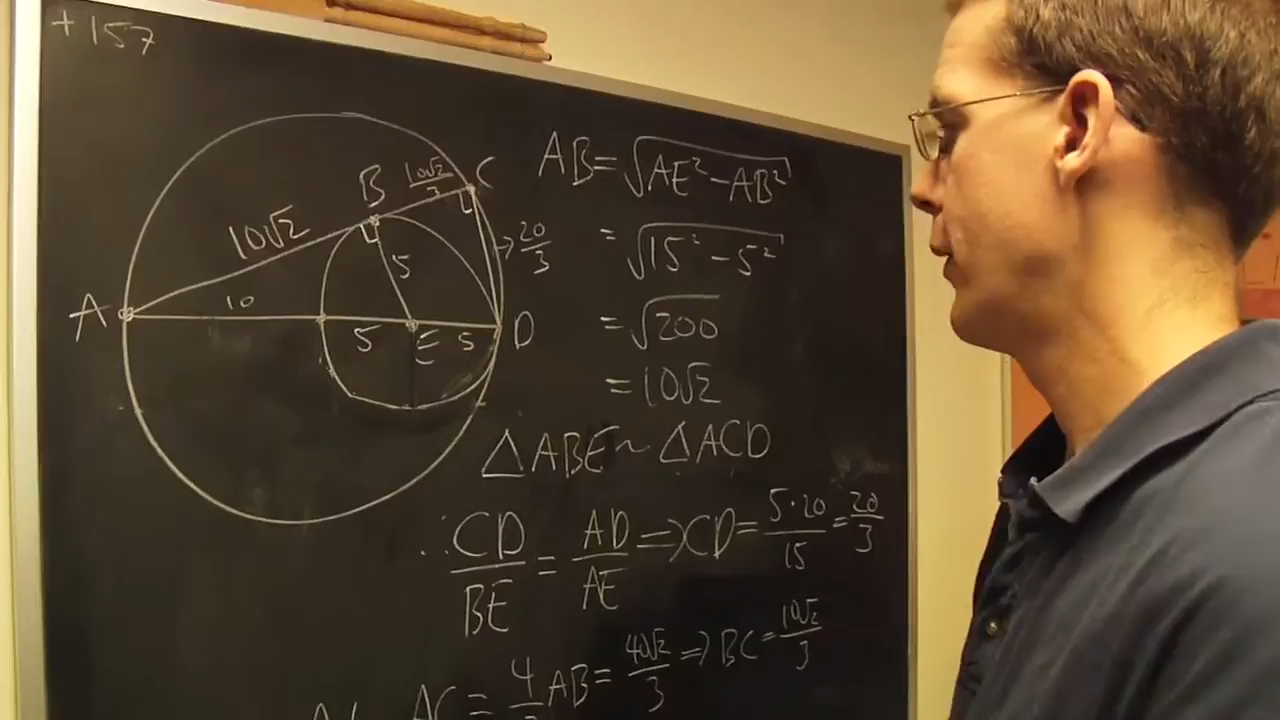 +157
B
10√2/3
C
10√2
20/3
5
A
10
5
E
5
D
AB = √AE² - AB²
= √15² - 5²
= √200
= 10√2
△ABE ~ △ACD
∴ CD/BE = AD/AE ⇒ CD = 5·20/15 = 20/3
AC = 4/3 AB = 40√2/3 ⇒ BC = 10√2/3